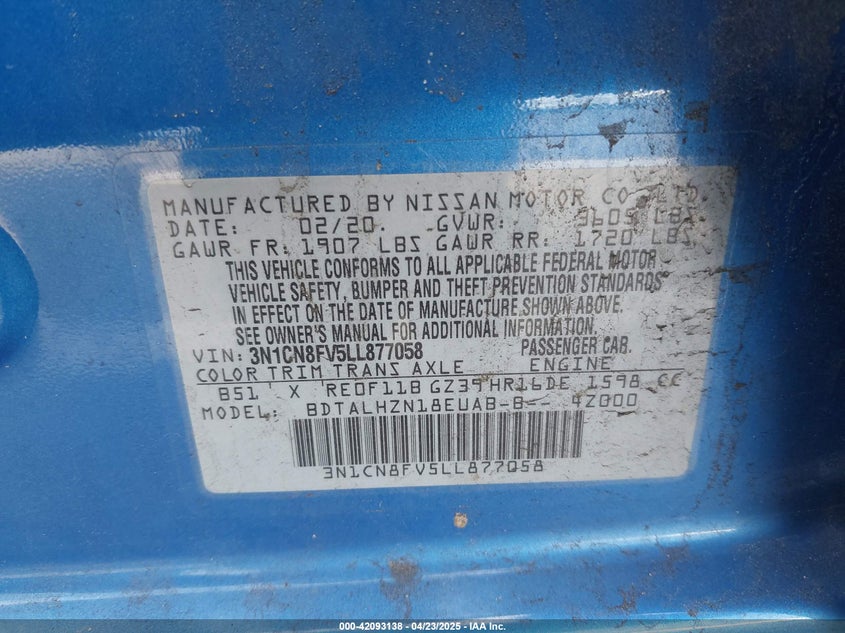 MANUFACTURED BY NISSAN MOTOR CO., LTD.
DATE: 02/20. GVWR: 3605 LBS
GAWR FR: 1907 LBS GAWR RR: 1720 LBS
THIS VEHICLE CONFORMS TO ALL APPLICABLE FEDERAL MOTOR
VEHICLE SAFETY, BUMPER AND THEFT PREVENTION STANDARDS
IN EFFECT ON THE DATE OF MANUFACTURE SHOWN ABOVE.
SEE OWNER'S MANUAL FOR ADDITIONAL INFORMATION.
VIN: 3N1CN8FV5LL877058 PASSENGER CAR.
COLOR TRIM TRANS AXLE ENGINE
B51 X RE0F11B GZ39 HR16DE 1598 CC
MODEL: BDTALHZN18EUAB-B-
3N1CN8FV5LL877058
000-42093138 - 04/23/2025 - IAA Inc.